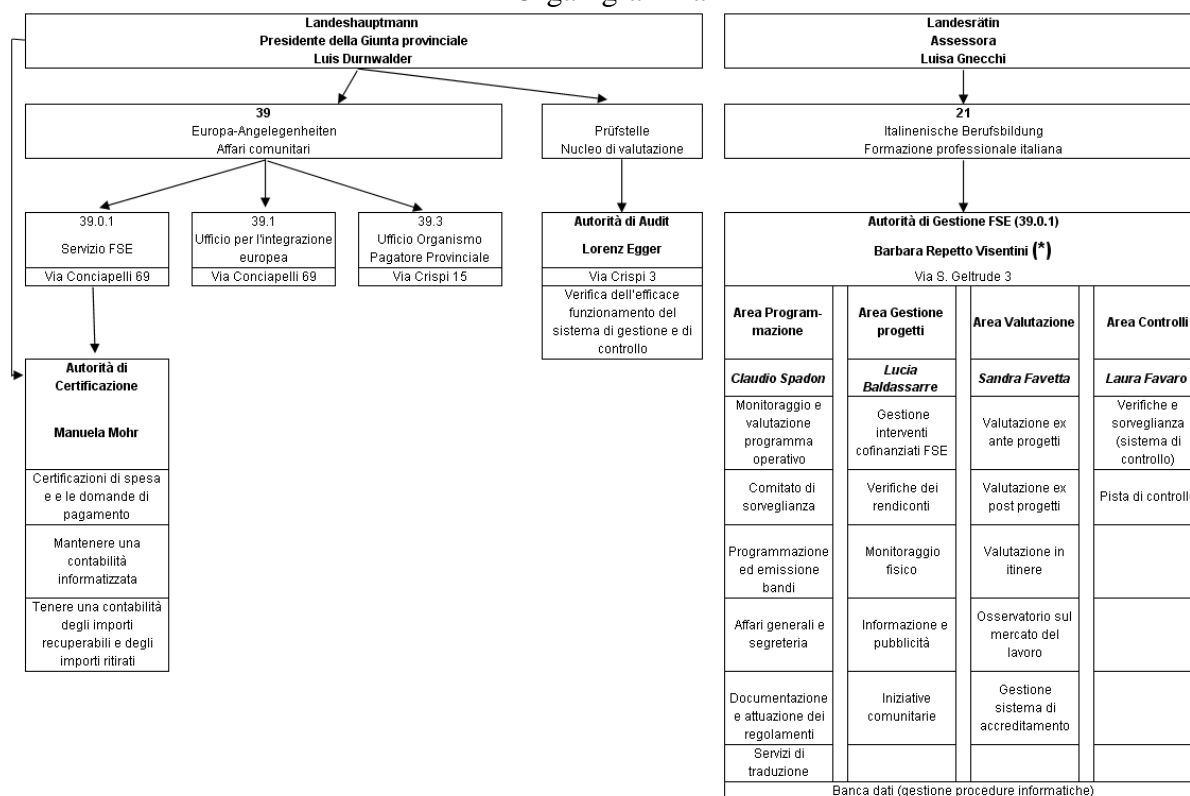 Landeshauptmann
Presidente della Giunta provinciale
Luis Durnwalder
Landesrätin
Assessora
Luisa Gnecchi
39
Europa-Angelegenheiten
Affari comunitari
Prüfstelle
Nucleo di valutazione
21
Italinenische Berufsbildung
Formazione professionale italiana
39.0.1
Servizio FSE
Via Conciapelli 69
39.1
Ufficio per l'integrazione
europea
Via Conciapelli 69
39.3
Ufficio Organismo
Pagatore Provinciale
Via Crispi 15
Autorità di Audit
Lorenz Egger
Via Crispi 3
Verifica dell'efficace
funzionamento del
sistema di gestione e di
controllo
Autorità di Gestione FSE (39.0.1)
Barbara Repetto Visentini (*)
Via S. Geltrude 3
Autorità di
Certificazione
Manuela Mohr
Certificazioni di spesa
e e le domande di
pagamento
Mantenere una
contabilità
informatizzata
Tenere una contabilità
degli importi
recuperabili e degli
importi ritirati
Area Program-
mazione
Claudio Spadon
Monitoraggio e
valutazione
programma
operativo
Comitato di
sorveglianza
Programmazione
ed emissione
bandi
Affari generali e
segreteria
Documentazione
e attuazione dei
regolamenti
Servizi di
traduzione
Area Gestione
progetti
Lucia
Baldassarre
Gestione
interventi
cofinanziati FSE
Verifiche dei
rendiconti
Monitoraggio
fisico
Informazione e
pubblicità
Iniziative
comunitarie
Area Valutazione
Sandra Favetta
Valutazione ex
ante progetti
Valutazione ex
post progetti
Valutazione in
itinere
Osservatorio sul
mercato del
lavoro
Gestione
sistema di
accreditamento
Area Controlli
Laura Favaro
Verifiche e
sorveglianza
(sistema di
controllo)
Pista di controllo
Banca dati (gestione procedure informatiche)